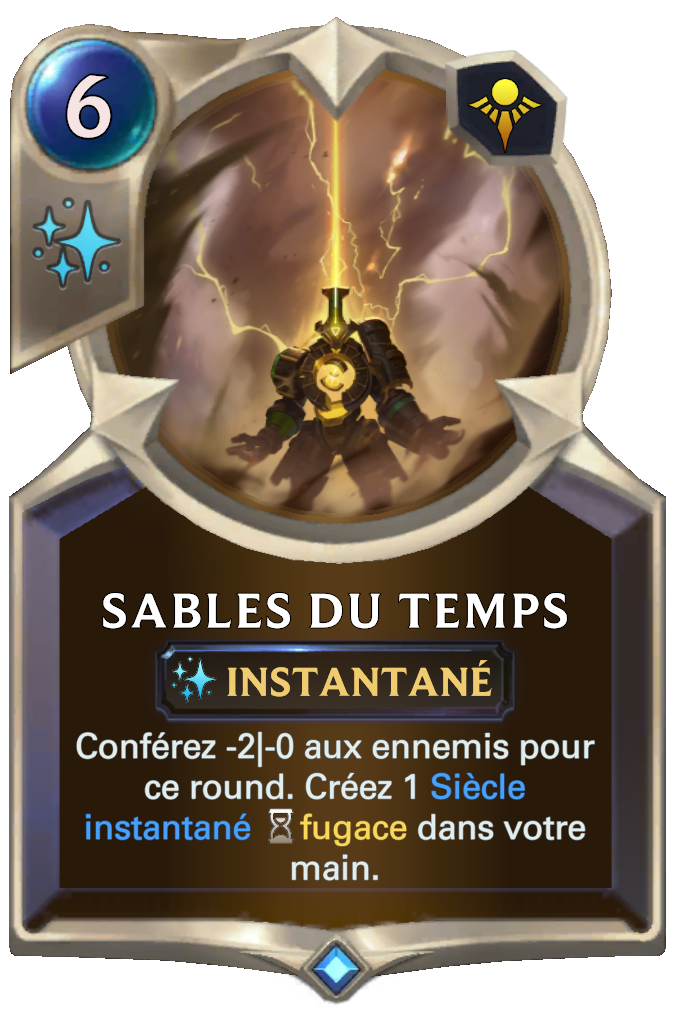 6
SABLES DU TEMPS
INSTANTANÉ
Conférez -2|-0 aux ennemis pour
ce round. Créez 1 Siècle
instantané fugace dans votre
main.